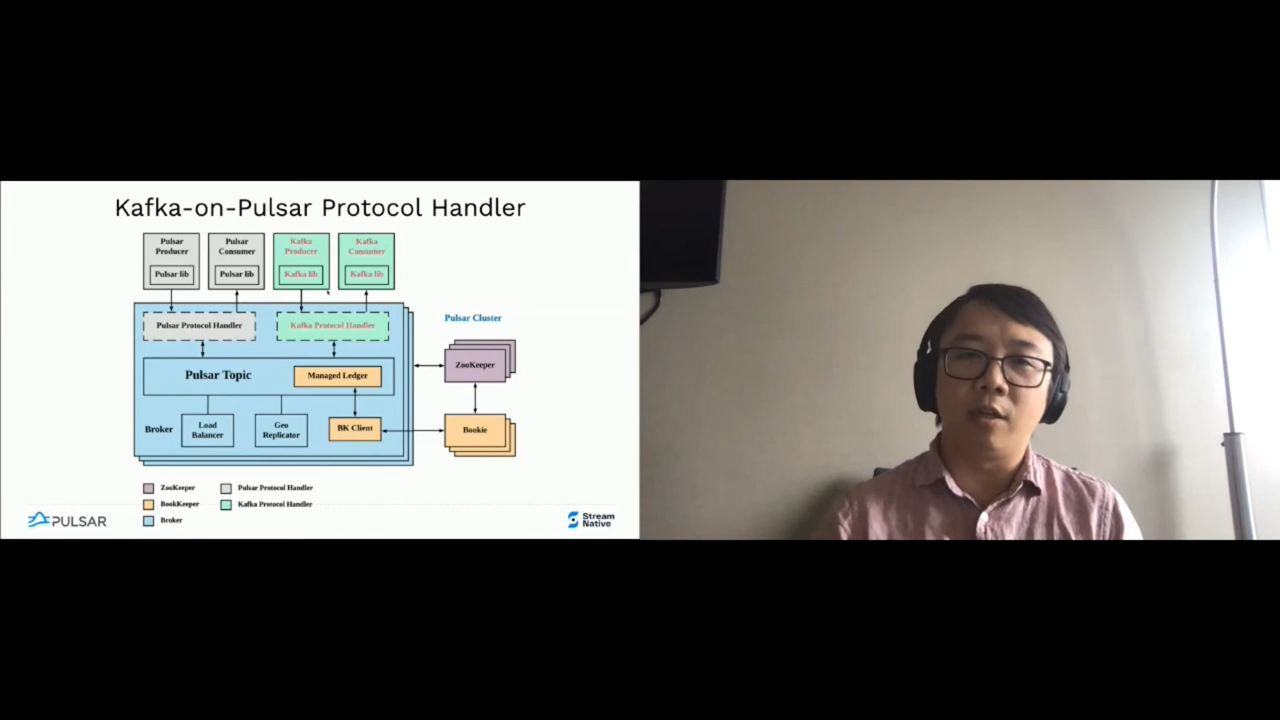 Kafka-on-Pulsar Protocol Handler
Pulsar
Producer
Pulsar lib
Pulsar
Consumer
Pulsar lib
Kafka
Producer
Kafka lib
Kafka
Consumer
Kafka lib
Pulsar Protocol Handler
Kafka Protocol Handler
Pulsar Cluster
Pulsar Topic
Managed Ledger
ZooKeeper
Broker
Load
Balancer
Geo
Replicator
BK Client
Bookie
ZooKeeper
Pulsar Protocol Handler
BookKeeper
Kafka Protocol Handler
Broker
PULSAR
Stream
Native